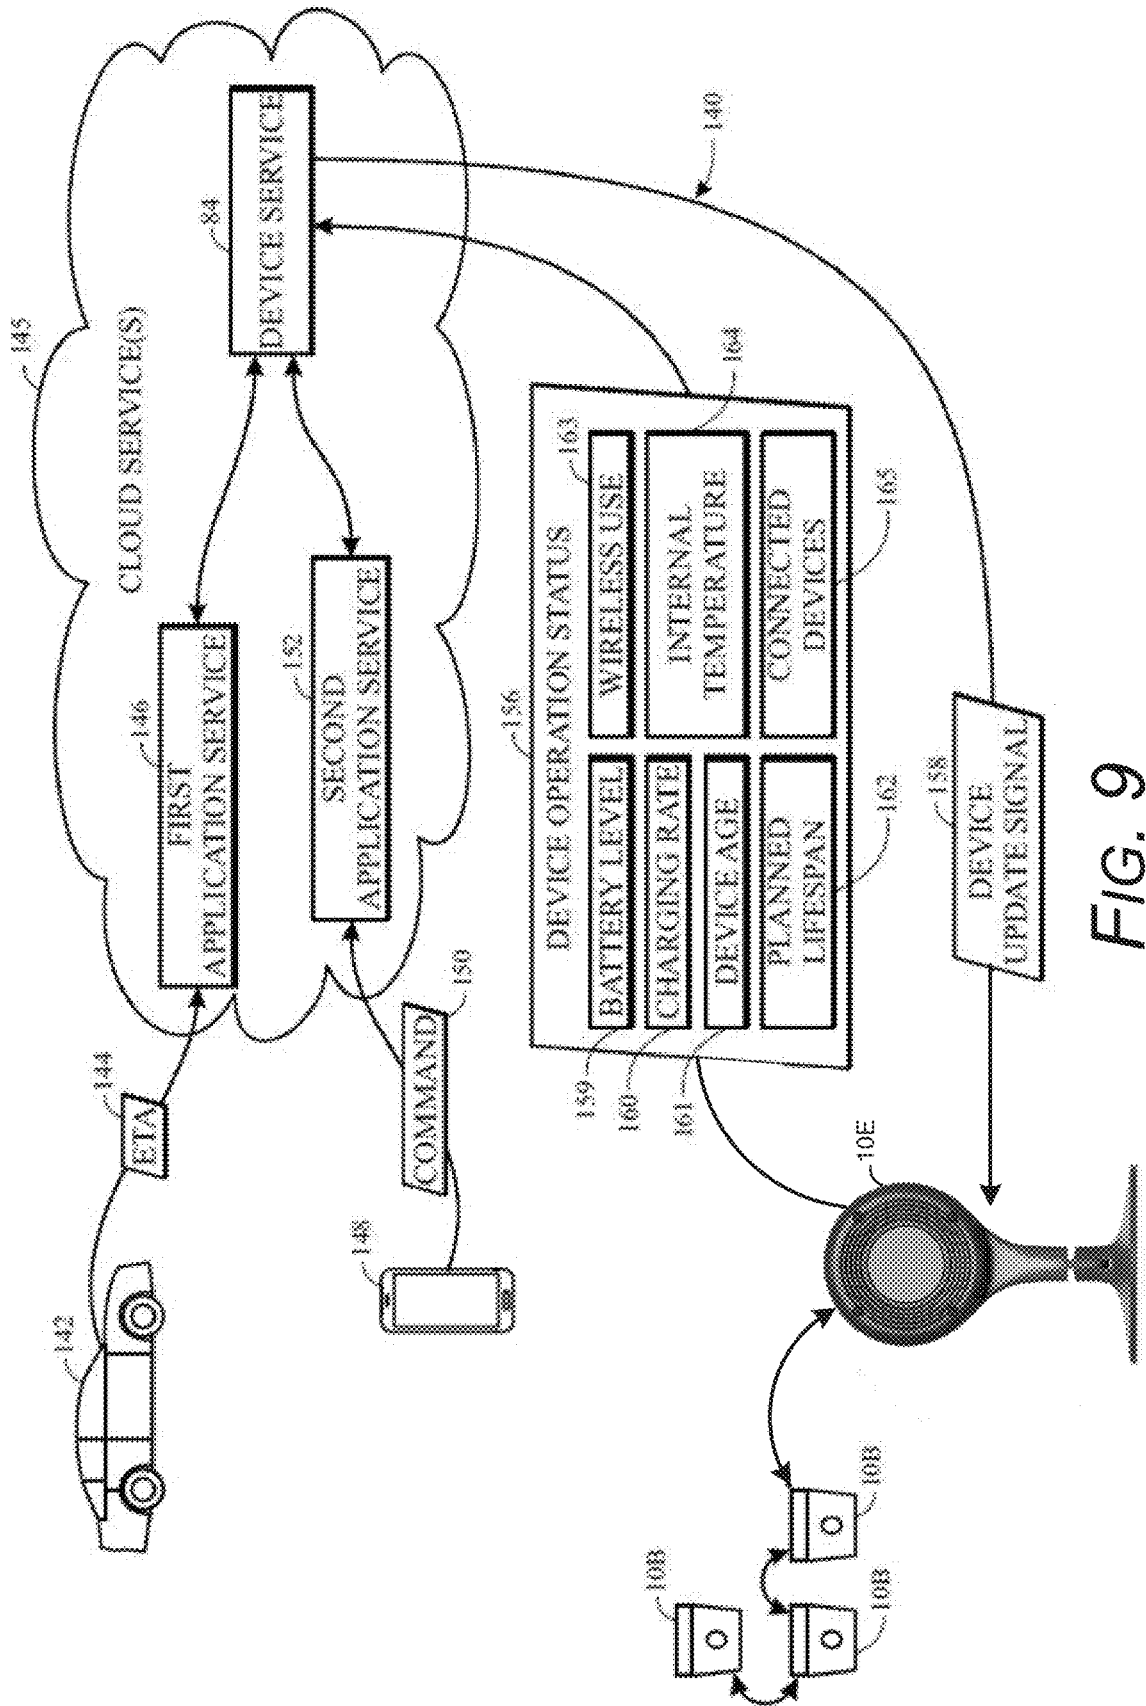 145
CLOUD SERVICE(S)
142
144
ETA
146
FIRST
APPLICATION SERVICE
84
DEVICE SERVICE
148
COMMAND
150
152
SECOND
APPLICATION SERVICE
140
156
DEVICE OPERATION STATUS
159
BATTERY LEVEL
160
CHARGING RATE
161
DEVICE AGE
PLANNED
LIFESPAN
162
WIRELESS USE
163
INTERNAL
TEMPERATURE
164
CONNECTED
DEVICES
165
10B
10B
10B
10E
158
DEVICE
UPDATE SIGNAL
FIG. 9